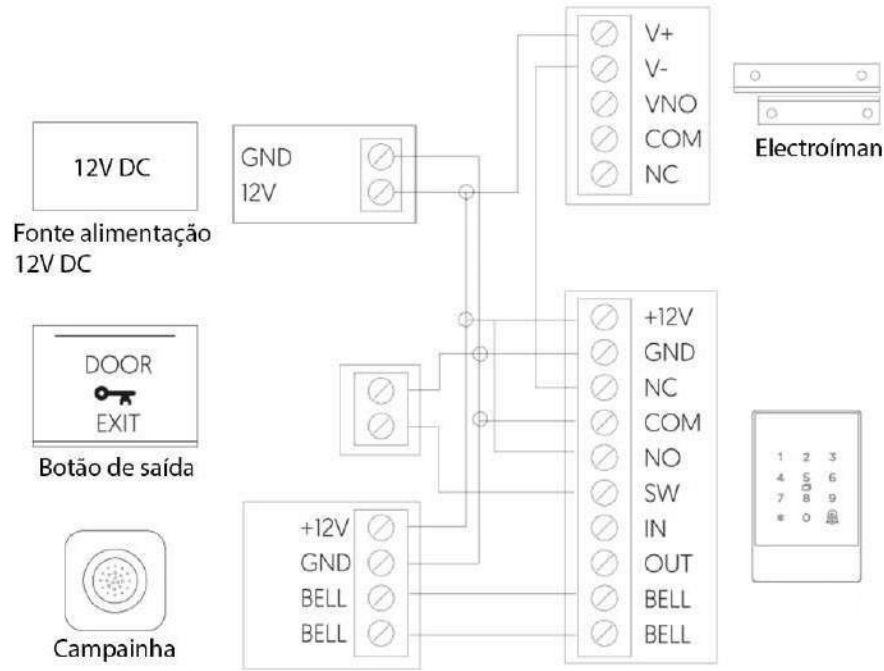 12V DC
Fonte alimentação
12V DC
GND
12V
V+
V-
VNO
COM
NC
Electroíman
DOOR
EXIT
Botão de saída
+12V
GND
NC
COM
NO
SW
IN
OUT
BELL
BELL
+12V
GND
BELL
BELL
Campainha
1 2 3
4 5 6
7 8 9
* 0